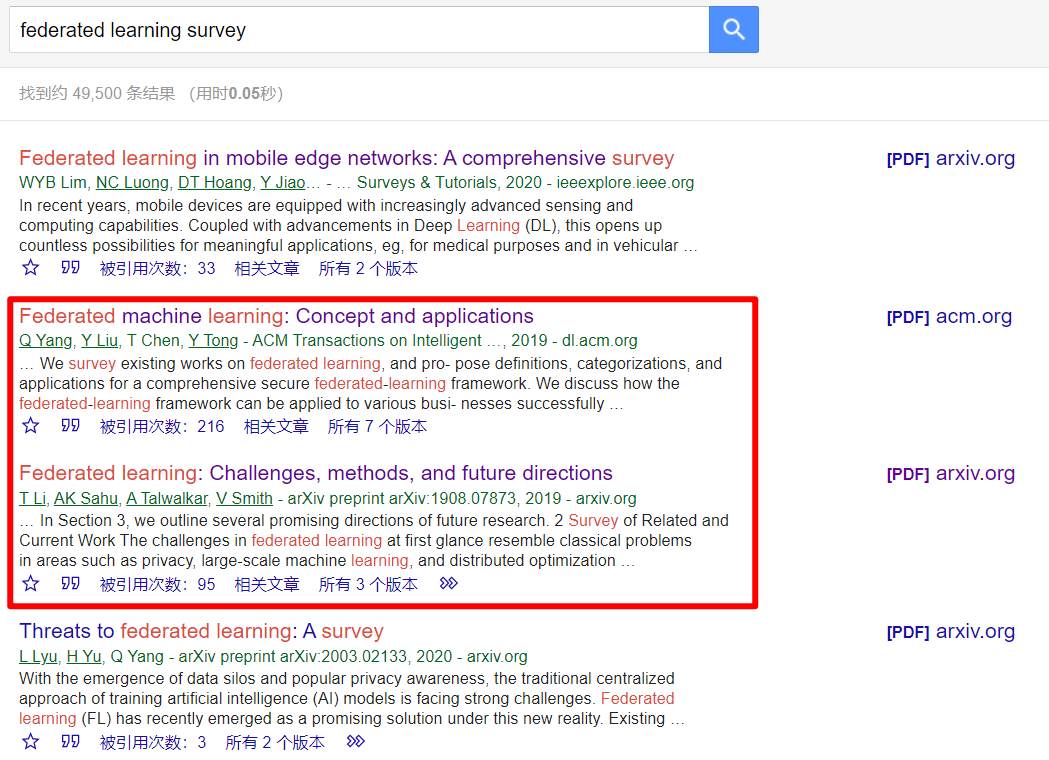 federated learning survey
找到约 49,500 条结果 （用时0.05秒）
Federated learning in mobile edge networks: A comprehensive survey [PDF] arxiv.org
WYB Lim, NC Luong, DT Hoang, Y Jiao… - … Surveys & Tutorials, 2020 - ieeexplore.ieee.org
In recent years, mobile devices are equipped with increasingly advanced sensing and
computing capabilities. Coupled with advancements in Deep Learning (DL), this opens up
countless possibilities for meaningful applications, eg, for medical purposes and in vehicular …
被引用次数：33 相关文章 所有 2 个版本
Federated machine learning: Concept and applications [PDF] acm.org
Q Yang, Y Liu, T Chen, Y Tong - ACM Transactions on Intelligent …, 2019 - dl.acm.org
… We survey existing works on federated learning, and pro- pose definitions, categorizations, and
applications for a comprehensive secure federated-learning framework. We discuss how the
federated-learning framework can be applied to various busi- nesses successfully …
被引用次数：216 相关文章 所有 7 个版本
Federated learning: Challenges, methods, and future directions [PDF] arxiv.org
T Li, AK Sahu, A Talwalkar, V Smith - arXiv preprint arXiv:1908.07873, 2019 - arxiv.org
… In Section 3, we outline several promising directions of future research. 2 Survey of Related and
Current Work The challenges in federated learning at first glance resemble classical problems
in areas such as privacy, large-scale machine learning, and distributed optimization …
被引用次数：95 相关文章 所有 3 个版本
Threats to federated learning: A survey [PDF] arxiv.org
L Lyu, H Yu, Q Yang - arXiv preprint arXiv:2003.02133, 2020 - arxiv.org
With the emergence of data silos and popular privacy awareness, the traditional centralized
approach of training artificial intelligence (AI) models is facing strong challenges. Federated
learning (FL) has recently emerged as a promising solution under this new reality. Existing …
被引用次数：3 所有 2 个版本